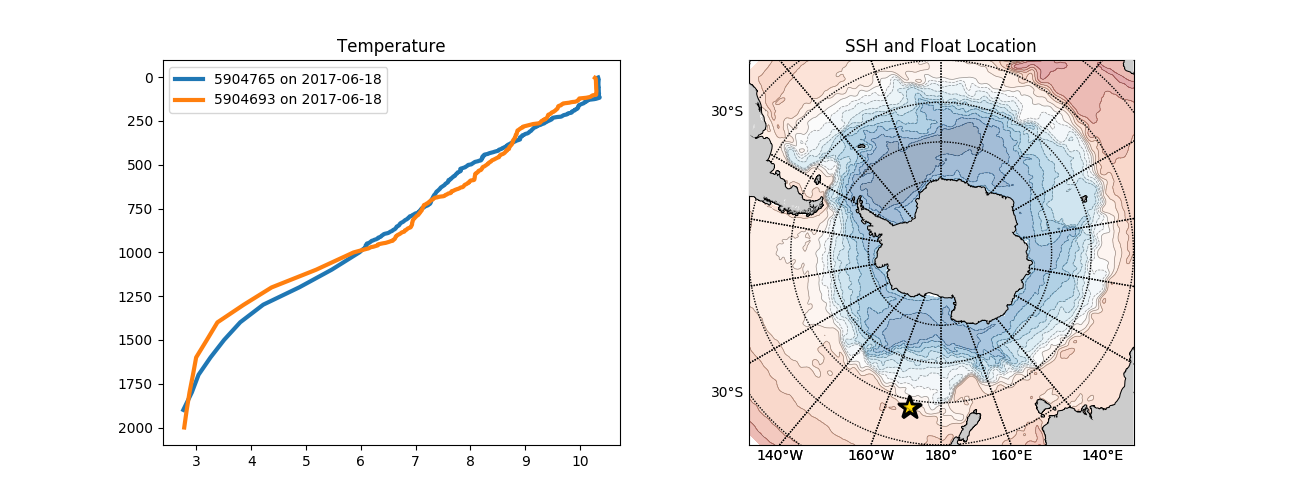 Temperature
0
250
500
750
1000
1250
1500
1750
2000
5904765 on 2017-06-18
5904693 on 2017-06-18
3 4 5 6 7 8 9 10
SSH and Float Location
30°S
30°S
140°W 160°W 180° 160°E 140°E